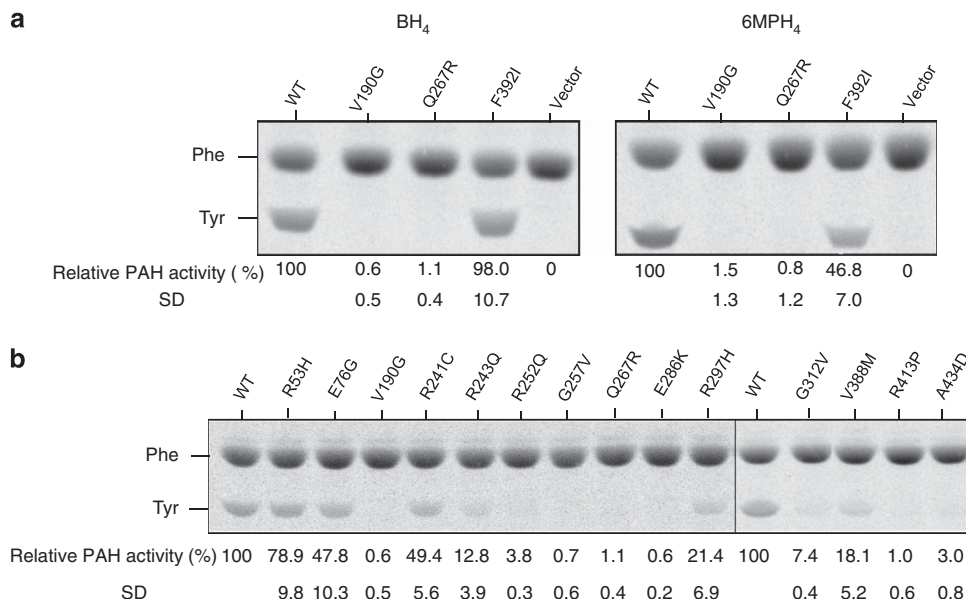 a
BH4 6MPH4
WT V190G Q267R F392I Vector WT V190G Q267R F392I Vector
Phe
Tyr
Relative PAH activity ( %) 100 0.6 1.1 98.0 0 100 1.5 0.8 46.8 0
SD 0.5 0.4 10.7 1.3 1.2 7.0
b
WT R53H E76G V190G R241C R243Q R252Q G257V Q267R E286K R297H WT G312V V388M R413P A434D
Phe
Tyr
Relative PAH activity (%) 100 78.9 47.8 0.6 49.4 12.8 3.8 0.7 1.1 0.6 21.4 100 7.4 18.1 1.0 3.0
SD 9.8 10.3 0.5 5.6 3.9 0.3 0.6 0.4 0.2 6.9 0.4 5.2 0.6 0.8